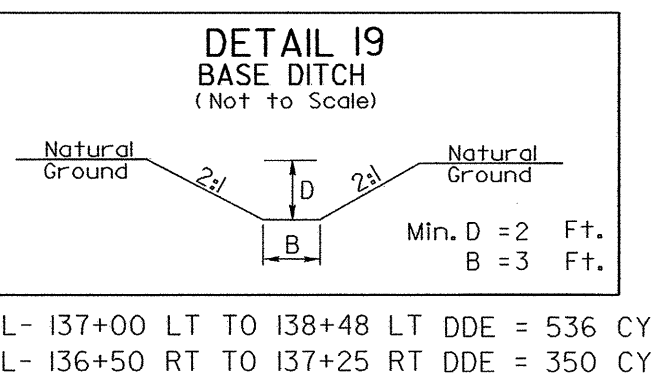 DETAIL 19
BASE DITCH
(Not to Scale)
Natural
Ground
2:1
D
2:1
Natural
Ground
B
Min. D =2 Ft.
B =3 Ft.
L- 137+00 LT TO 138+48 LT DDE = 536 CY
L- 136+50 RT TO 137+25 RT DDE = 350 CY